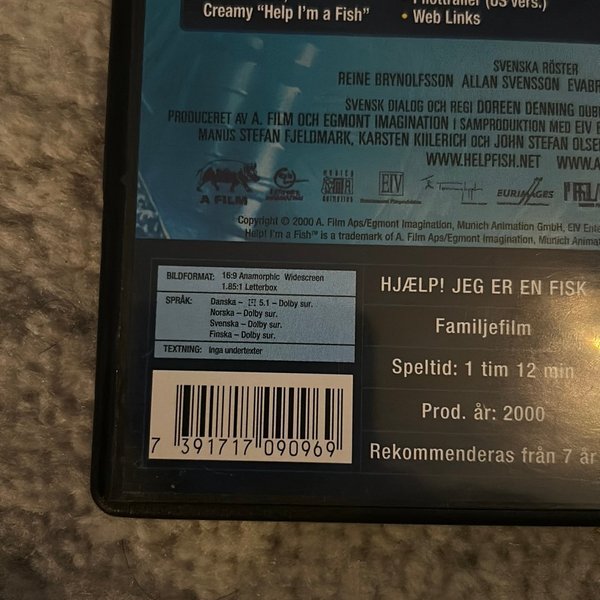 Pilottrailer (US vers.)
Creamy “Help I'm a Fish”
• Web Links
SVENSKA RÖSTER
REINE BRYNOLFSSON ALLAN SVENSSON
SVENSK DIALOG OCH REGI DOREEN DENNING
PRODUCERET AV A. FILM OCH EGMONT IMAGINATION I SAMPRODUKTION MED EIV
MANUS STEFAN FJELDMARK, KARSTEN KIILERICH OCH JOHN STEFAN
WWW.HELPFISH.NET
A FILM
EIV
EURIMAGES
Copyright © 2000 A. Film Aps/Egmont Imagination, Munich Animation GmbH, EIV
Help! I'm a Fish™ is a trademark of A. Film Aps/Egmont Imagination, Munich
BILDFORMAT: 16:9 Anamorphic Widescreen
1.85:1 Letterbox
SPRÅK: Danska – 5.1 – Dolby sur.
Norska – Dolby sur.
Svenska – Dolby sur.
Finska – Dolby sur.
TEXTNING: Inga undertexter
7 391717 090969
HJÆLP! JEG ER EN FISK
Familjefilm
Speltid: 1 tim 12 min
Prod. år: 2000
Rekommenderas från 7 år